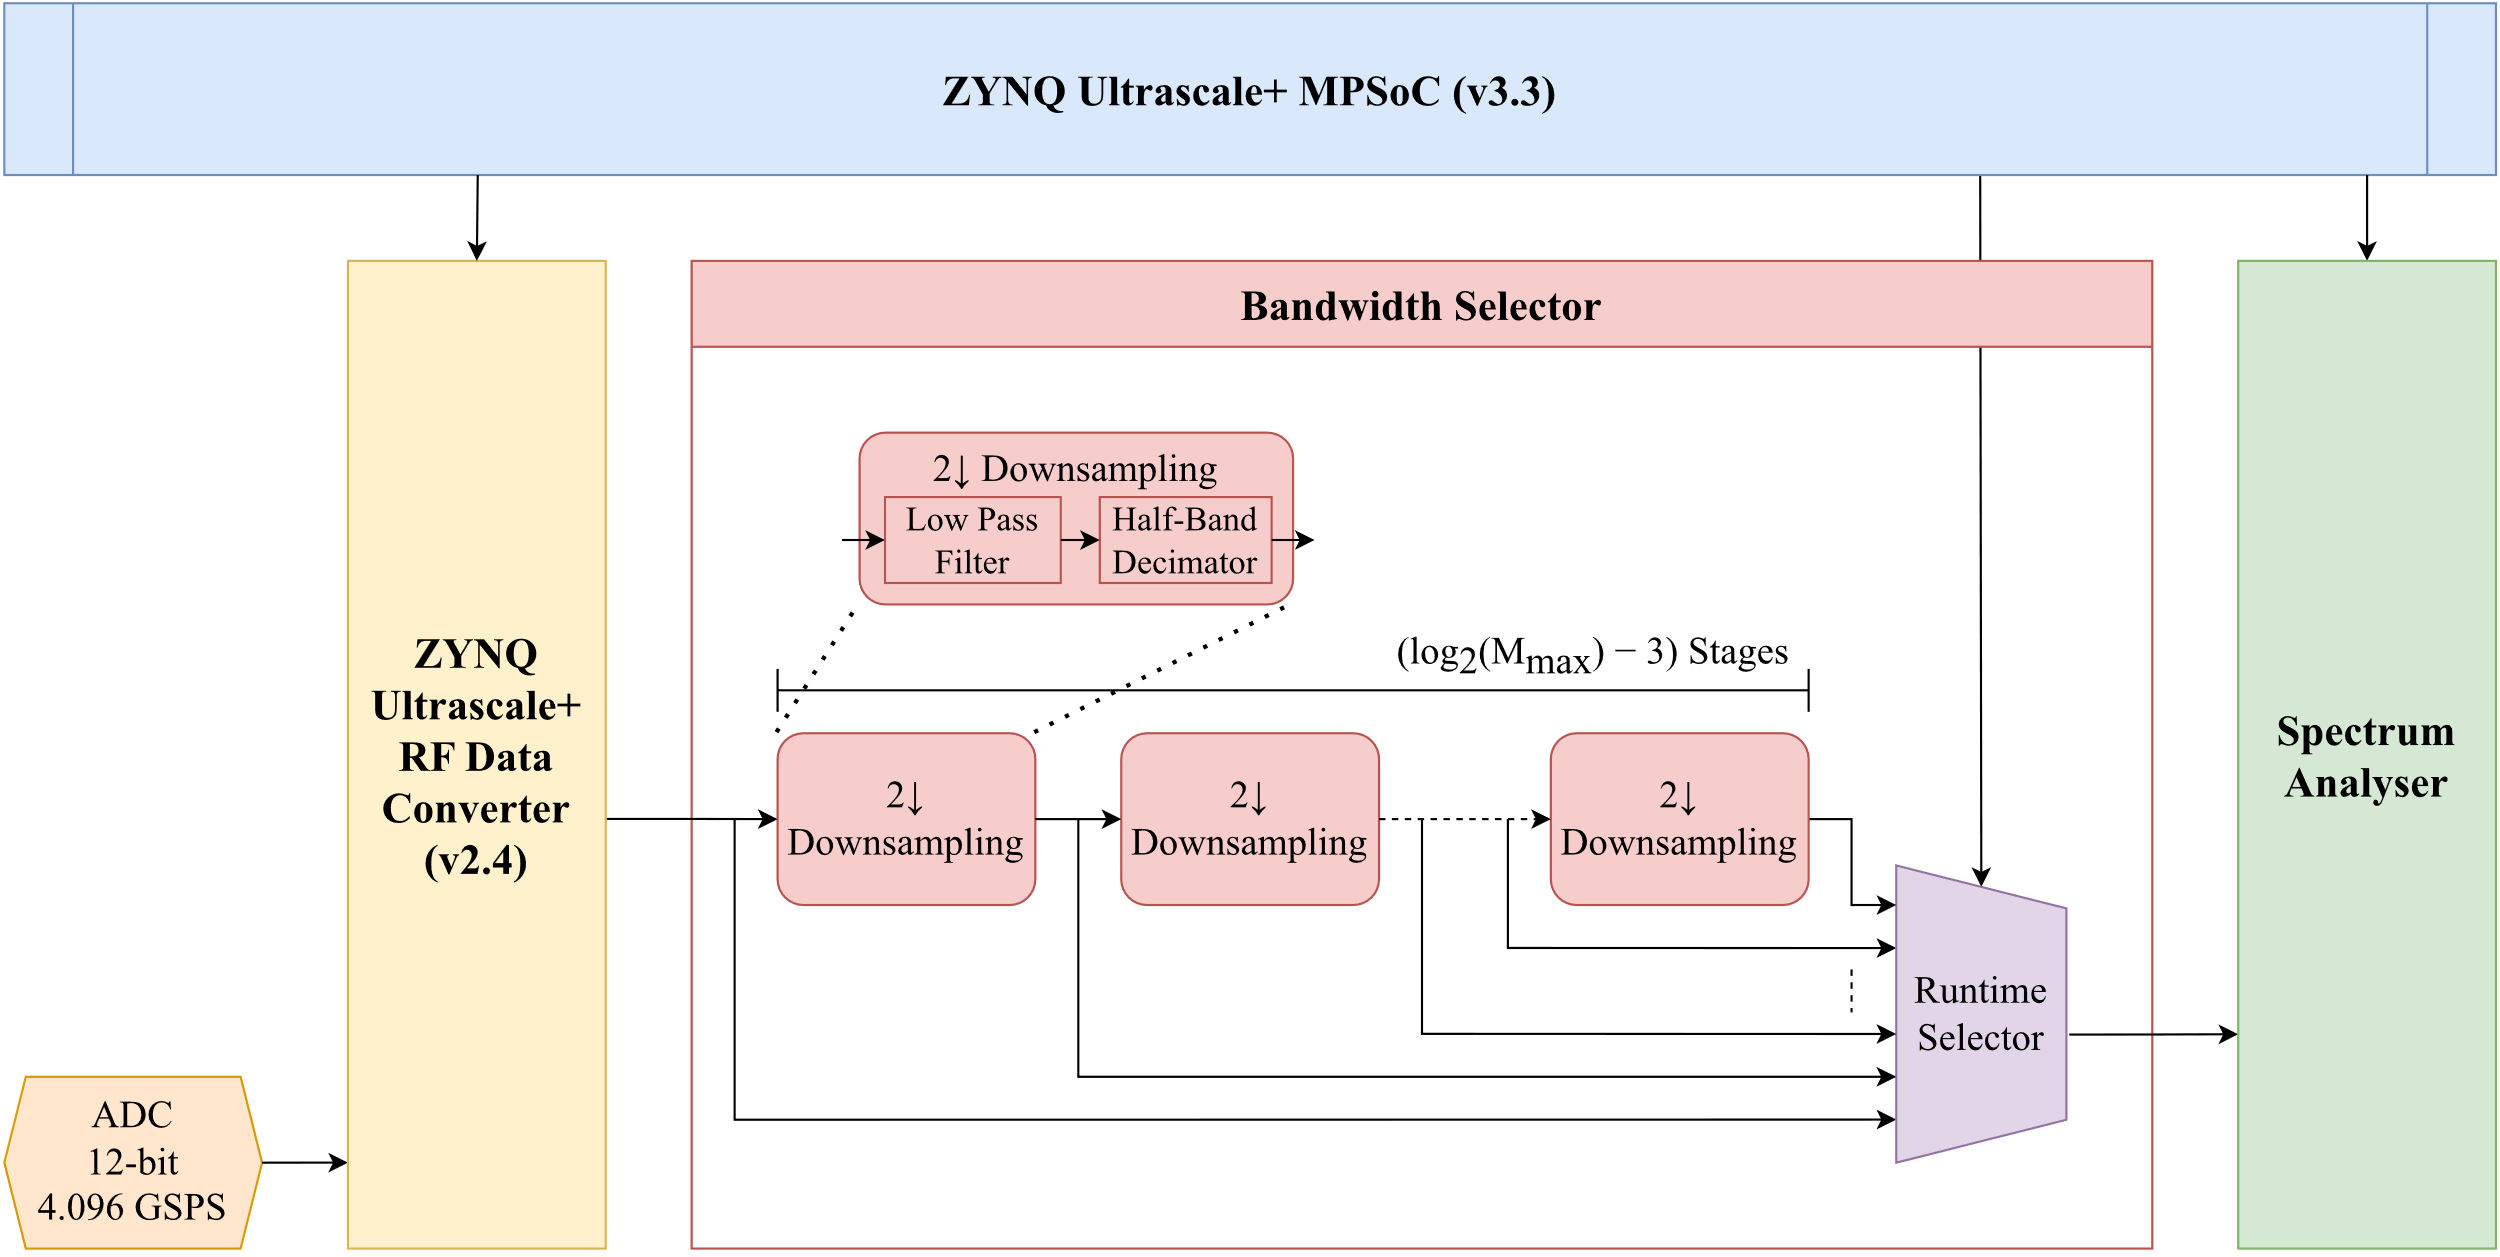 ZYNQ Ultrascale+ MPSoC (v3.3)
Bandwidth Selector
2↓ Downsampling
Low Pass
Filter
Half-Band
Decimator
(log2(Mmax) − 3) Stages
ZYNQ
Ultrascale+
RF Data
Converter
(v2.4)
2↓
Downsampling
2↓
Downsampling
2↓
Downsampling
Runtime
Selector
Spectrum
Analyser
ADC
12-bit
4.096 GSPS